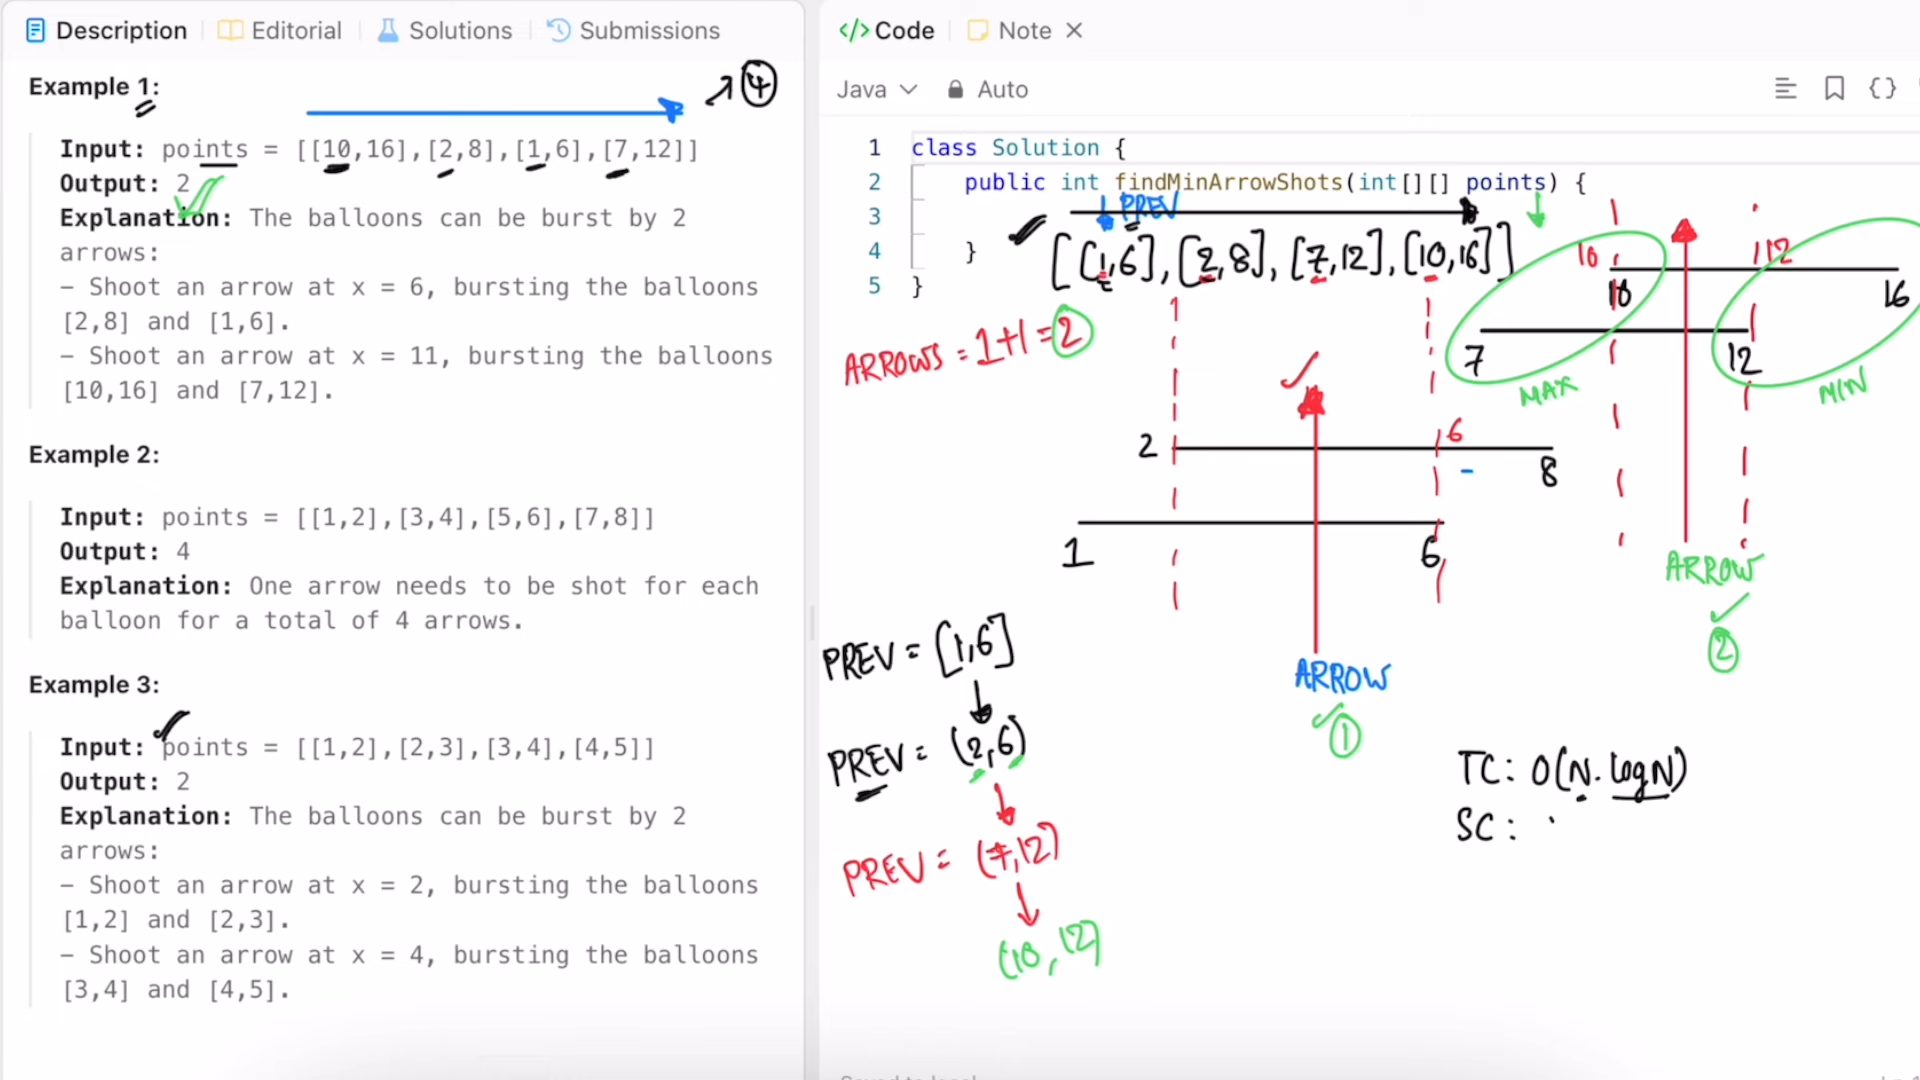 Description | Editorial | Solutions | Submissions
Example 1:
4
Input: points = [[10,16],[2,8],[1,6],[7,12]]
Output: 2
Explanation: The balloons can be burst by 2
arrows:
- Shoot an arrow at x = 6, bursting the balloons
[2,8] and [1,6].
- Shoot an arrow at x = 11, bursting the balloons
[10,16] and [7,12].
Example 2:
Input: points = [[1,2],[3,4],[5,6],[7,8]]
Output: 4
Explanation: One arrow needs to be shot for each
balloon for a total of 4 arrows.
Example 3:
Input: points = [[1,2],[2,3],[3,4],[4,5]]
Output: 2
Explanation: The balloons can be burst by 2
arrows:
- Shoot an arrow at x = 2, bursting the balloons
[1,2] and [2,3].
- Shoot an arrow at x = 4, bursting the balloons
[3,4] and [4,5].
</> Code | Note
Java Auto
1 class Solution {
2 public int findMinArrowShots(int[][] points) {
3
4 }
5 }
PREV
[[1,6],[2,8],[7,12],[10,16]]
ARROWS = 1+1 = 2
10 12
10 16
7 12
MAX MIN
ARROW
2
2 6 8
1 6
ARROW
1
PREV = [1,6]
PREV = (2,6)
PREV = (7,12)
(10,12)
TC: O(N. logN)
SC: